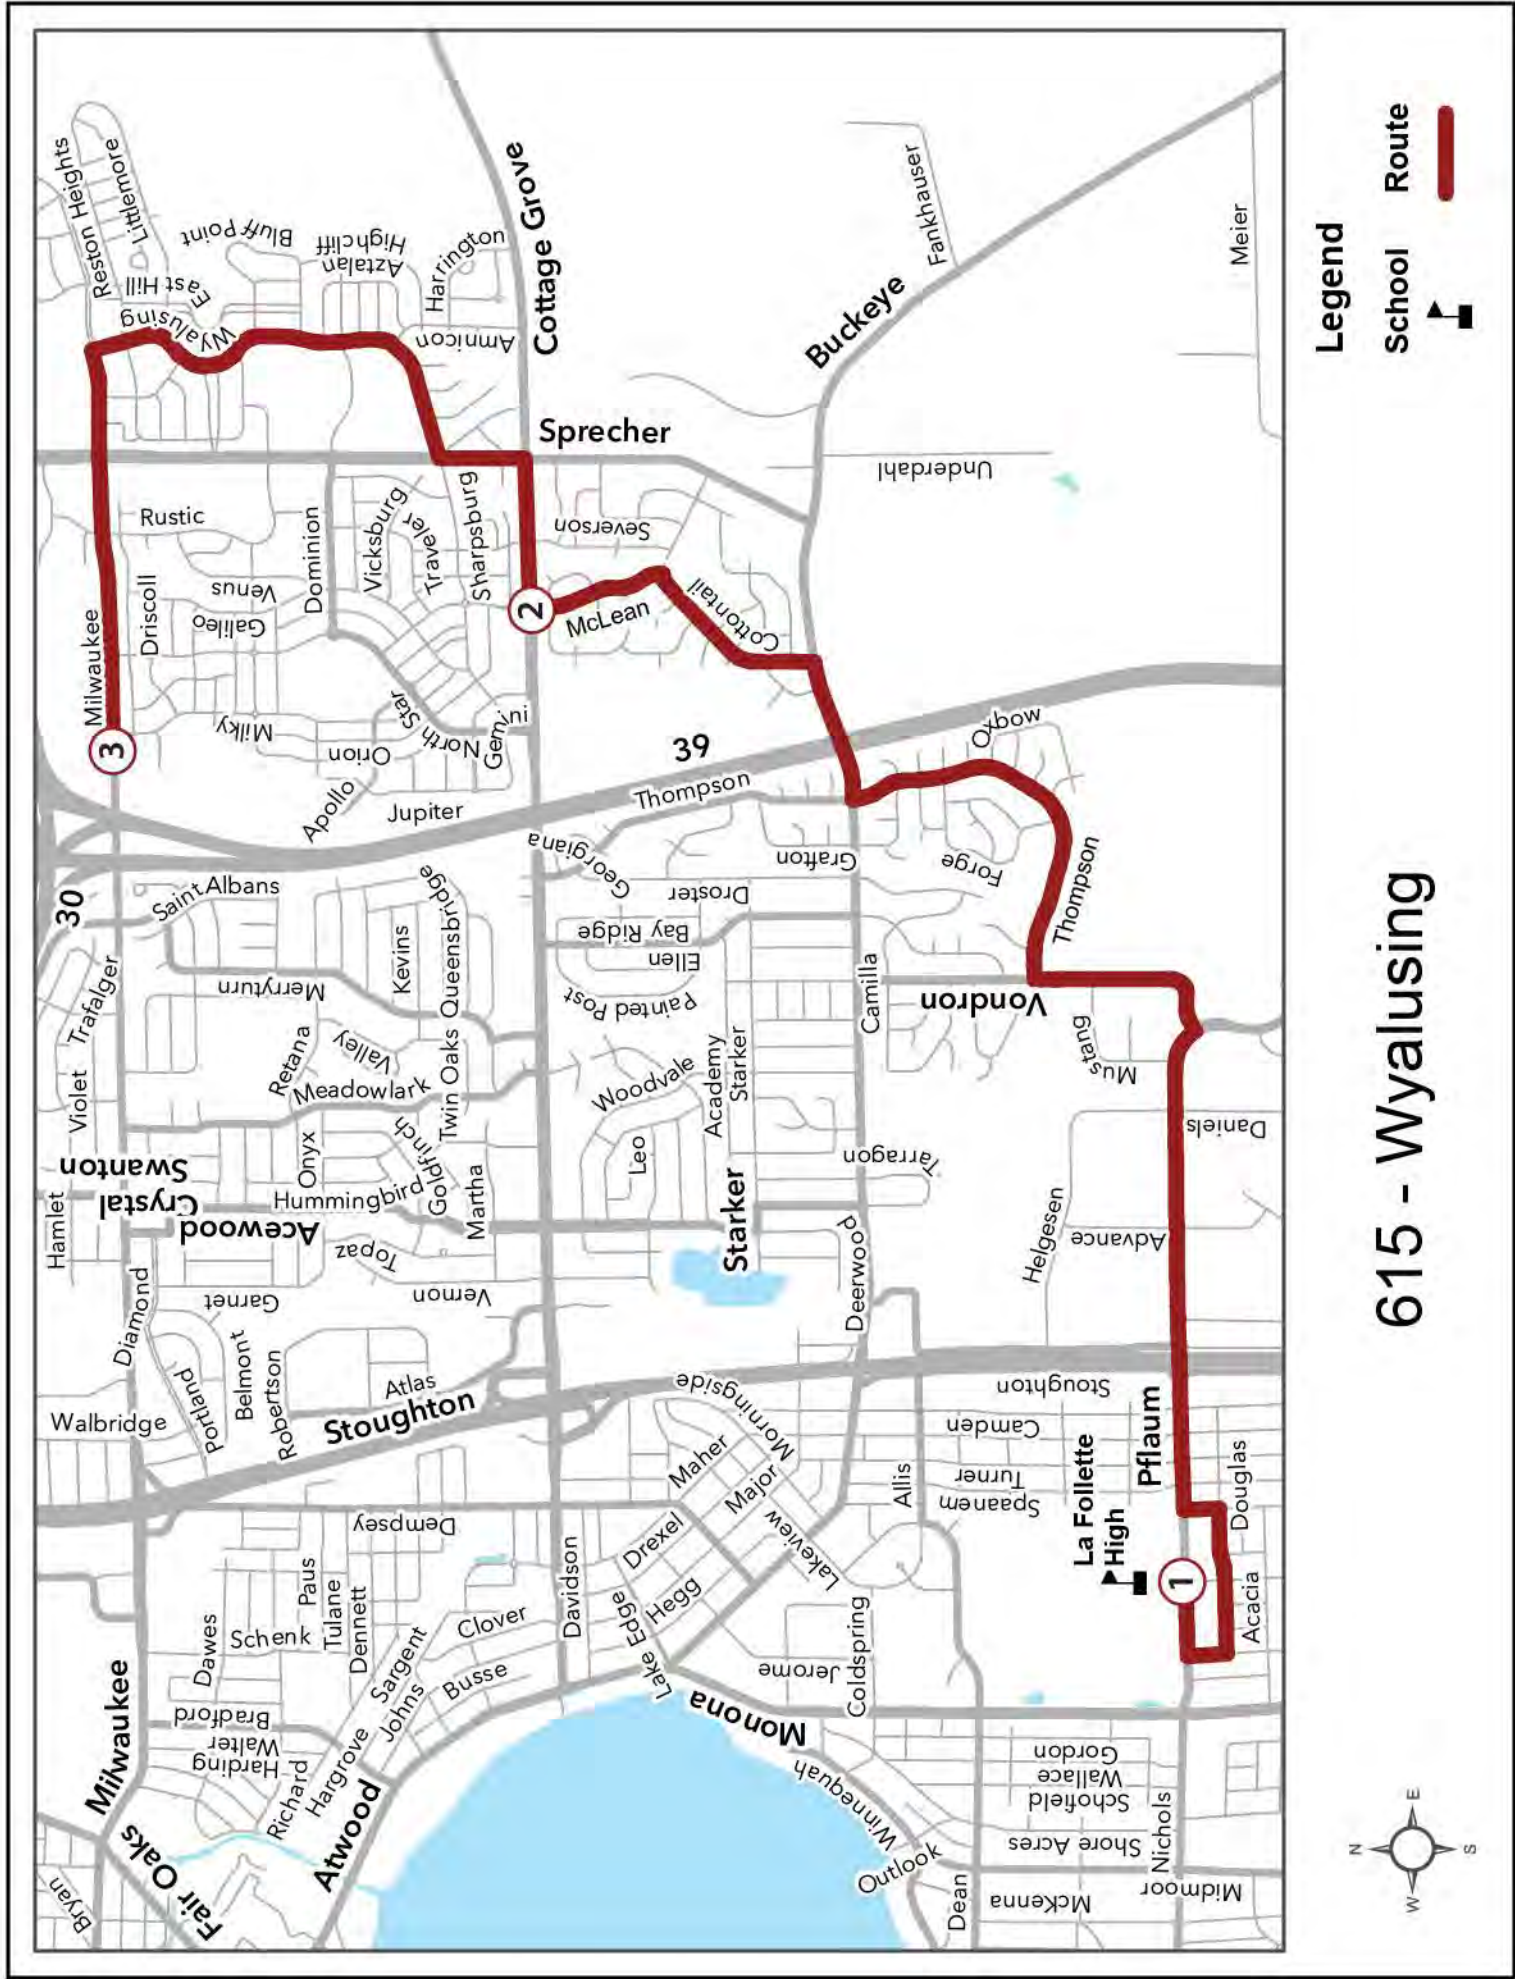 Reston Heights
Littlemore
Bluff Point
East Hill
Wyalusing
Highcliff
Aztalan
Harrington
Amnicon
Cottage Grove
Fankhauser
Buckeye
Meier
Sprecher
Underdahl
Rustic
Dominion
Vicksburg
Traveler
Sharpsburg
Severson
Venus
Driscoll
Galileo
Milwaukee
3
Milky
Orion
North Star
Gemini
Apollo
Jupiter
2
McLean
Cottontail
39
Thompson
Oxbow
Georgiana
Grafton
Droster
Forge
Thompson
30
Saint Albans
Trafalger
Merryturn
Kevins
Queensbridge
Bay Ridge
Ellen
Painted Post
Camilla
Vondron
Mustang
Violet
Retana
Valley
Meadowlark
Twin Oaks
Woodvale
Academy
Starker
Daniels
Swanton
Crystal
Acewood
Hamlet
Onyx
Goldfinch
Hummingbird
Martha
Leo
Tarragon
Starker
Deerwood
Helgesen
Advance
Topaz
Vernon
Garnet
Diamond
Portland
Belmont
Robertson
Atlas
Stoughton
Walbridge
Morningside
Stoughton
Camden
Turner
Spaanem
Pflaum
Allis
Maher
Major
Lakeview
Drexel
Hegg
Lake Edge
La Follette
High
1
Douglas
Acacia
Dempsey
Davidson
Paus
Tulane
Dennett
Dawes
Schenk
Clover
Sargent
Busse
Johns
Hargrove
Richard
Bradford
Walter
Harding
Milwaukee
Fair Oaks
Atwood
Bryan
Jerome
Coldspring
Monona
Winnequah
Outlook
Dean
Gordon
Wallace
Schofield
Shore Acres
McKenna
Nichols
Midmoor
Legend
School
Route
615 - Wyalusing
N
E
S
W